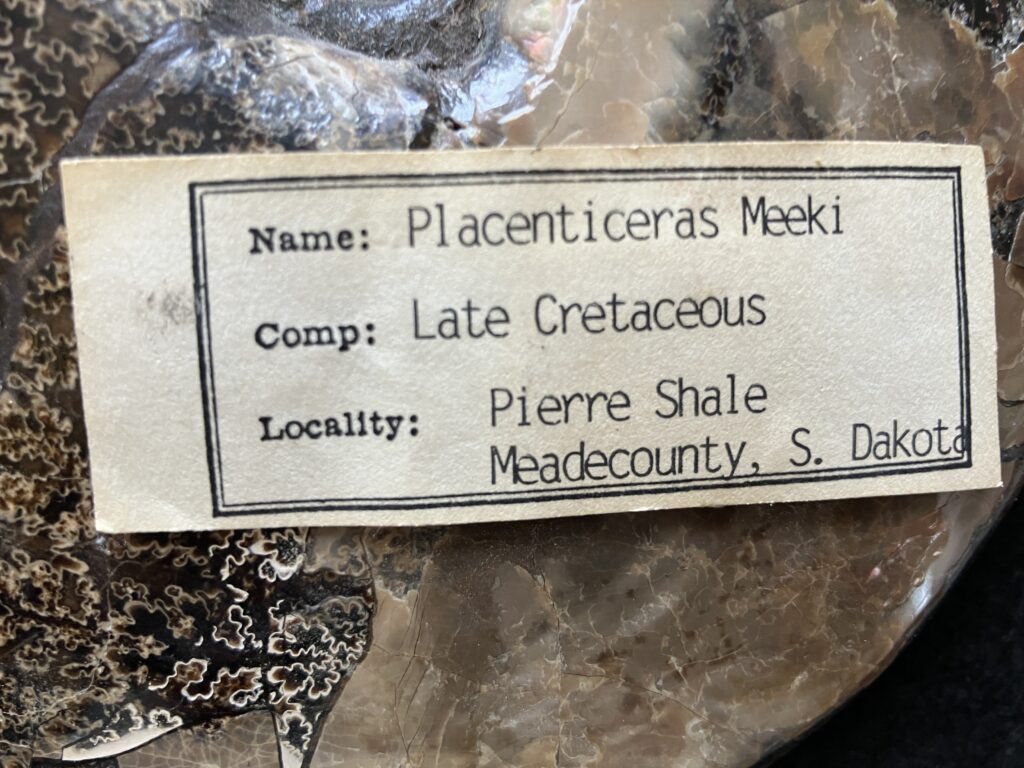 Name: Placenticeras Meeki
Comp: Late Cretaceous
Locality: Pierre Shale
Meadecounty, S. Dakota